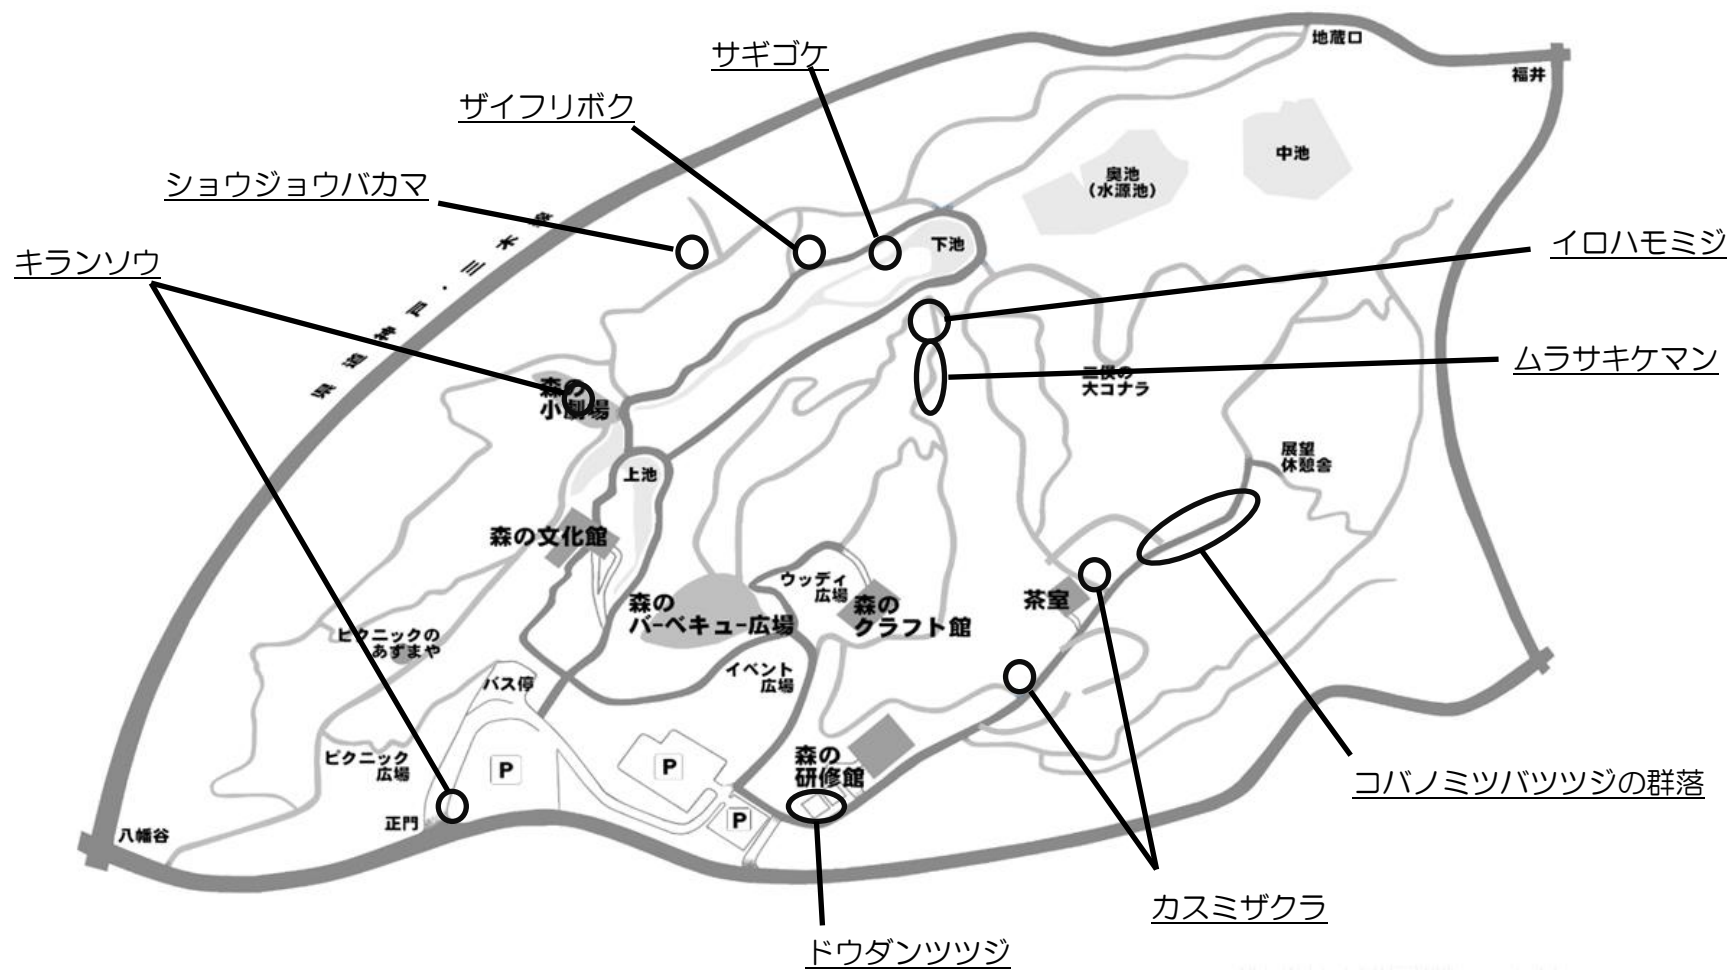 地蔵口
サギゴケ
福井
ザイフリボク
中池
奥池
(水源池)
ショウジョウバカマ
県道神戸・三木線
下池
イロハモミジ
キランソウ
ムラサキケマン
三俣の
大コナラ
森の
小劇場
展望
休憩舎
上池
森の文化館
ウッディ
広場
森の
クラフト館
茶室
森の
バーベキュー広場
ピクニックの
あずまや
イベント
広場
バス停
ピクニック
広場
P
P
森の
研修館
コバノミツバツツジの群落
P
正門
八幡谷
カスミザクラ
ドウダンツツジ